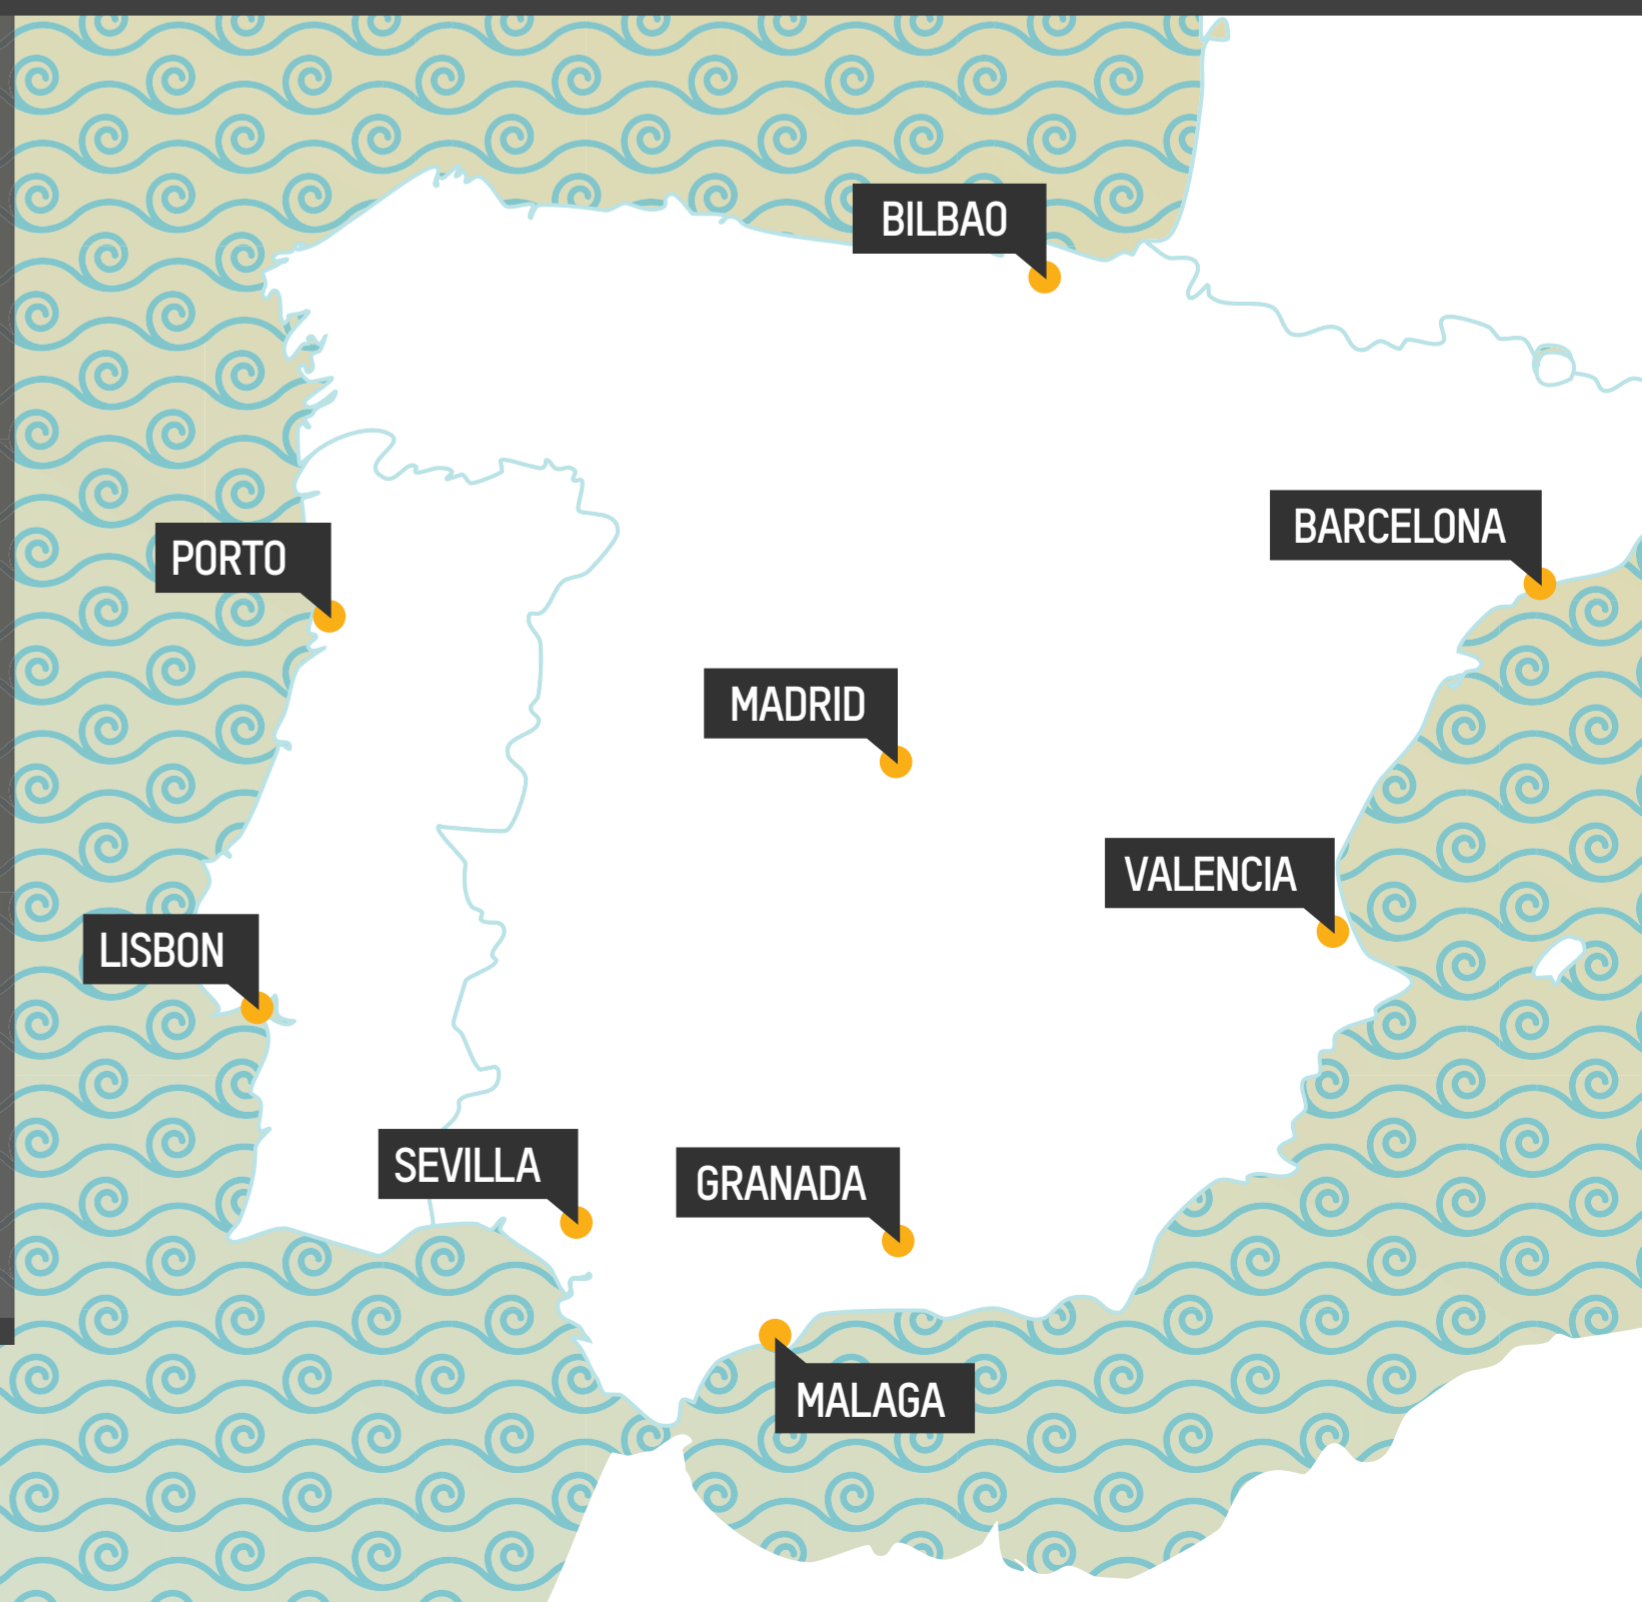 BILBAO
BARCELONA
PORTO
MADRID
VALENCIA
LISBON
SEVILLA
GRANADA
MALAGA